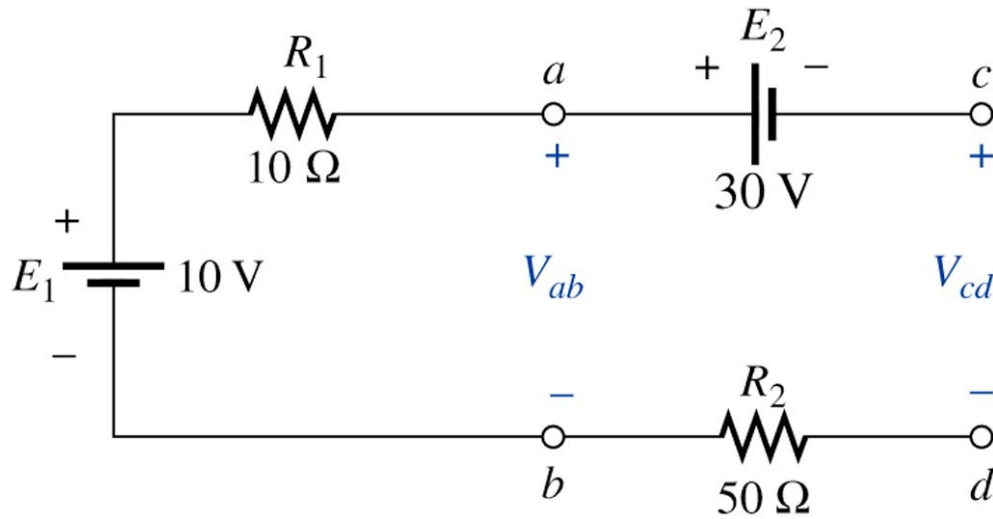 E2
R1
a
+ −
c
10 Ω
+
30 V
+
+
E1
10 V
Vab
Vcd
−
−
R2
−
b
50 Ω
d